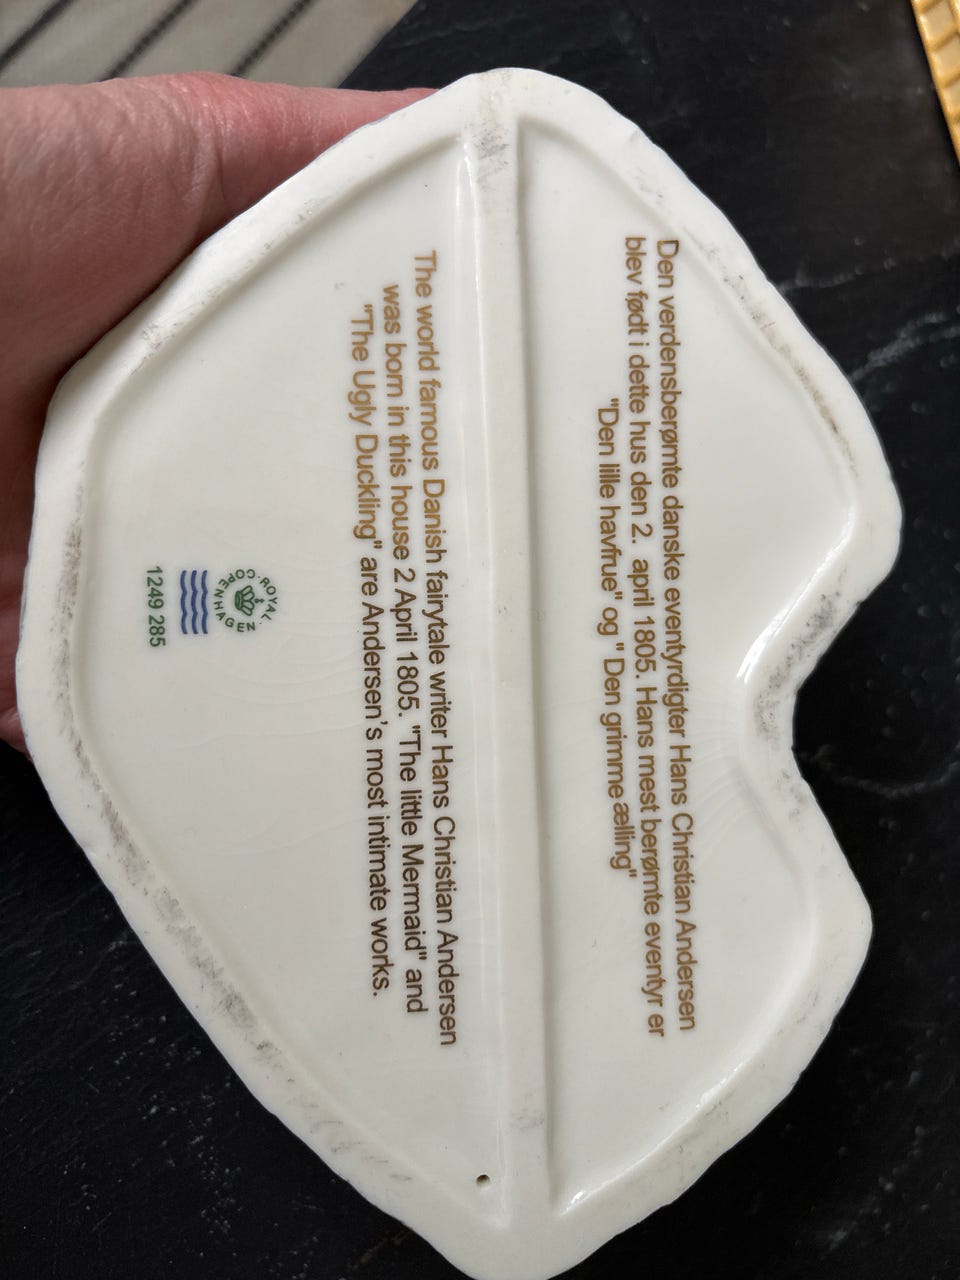 Den verdensberømte danske eventyrdigter Hans Christian Andersen
blev født i dette hus den 2. april 1805. Hans mest berømte eventyr er
"Den lille havfrue" og " Den grimme ælling"
The world famous Danish fairytale writer Hans Christian Andersen
was born in this house 2 April 1805. "The little Mermaid" and
"The Ugly Duckling" are Andersen's most intimate works.
ROYAL
COPENHAGEN
1249 285